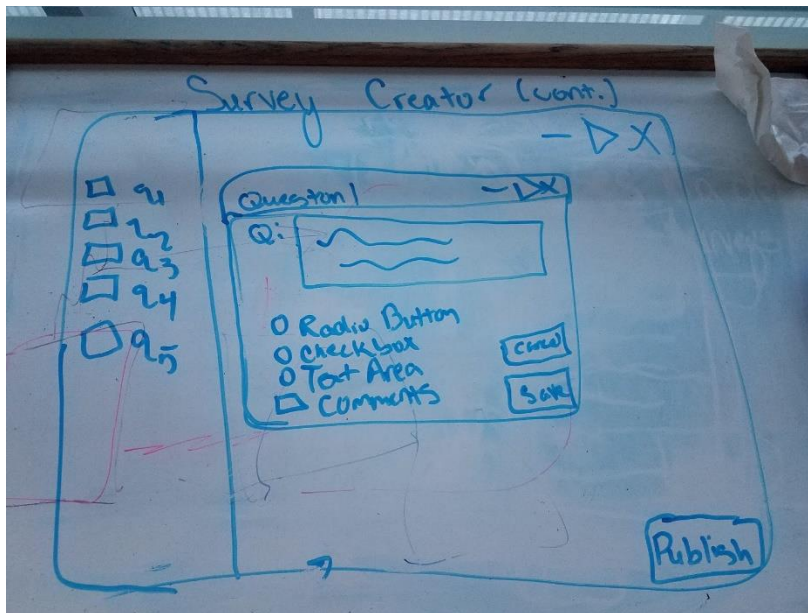 Survey Creator (cont.)
- ▷ X
q1
q2
q3
q4
q5
Question 1
- ▷ X
Q:
Radio Button
Checkbox
Text Area
Comments
Cancel
Save
Publish